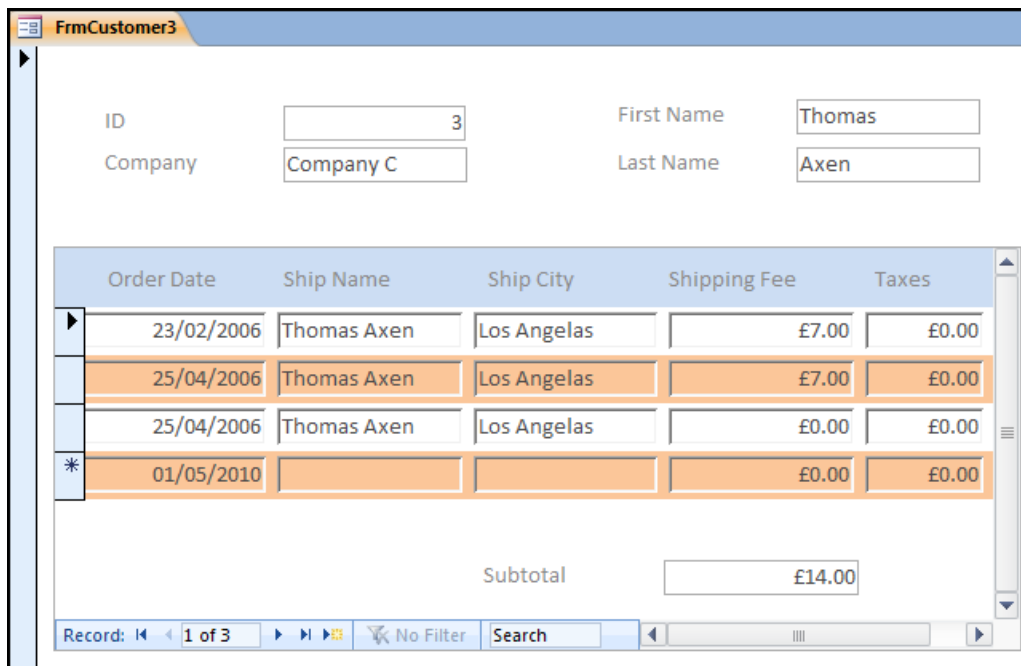 FrmCustomer3
ID 3 First Name Thomas
Company Company C Last Name Axen
Order Date Ship Name Ship City Shipping Fee Taxes
23/02/2006 Thomas Axen Los Angelas £7.00 £0.00
25/04/2006 Thomas Axen Los Angelas £7.00 £0.00
25/04/2006 Thomas Axen Los Angelas £0.00 £0.00
01/05/2010 £0.00 £0.00
Subtotal £14.00
Record: 1 of 3 No Filter Search